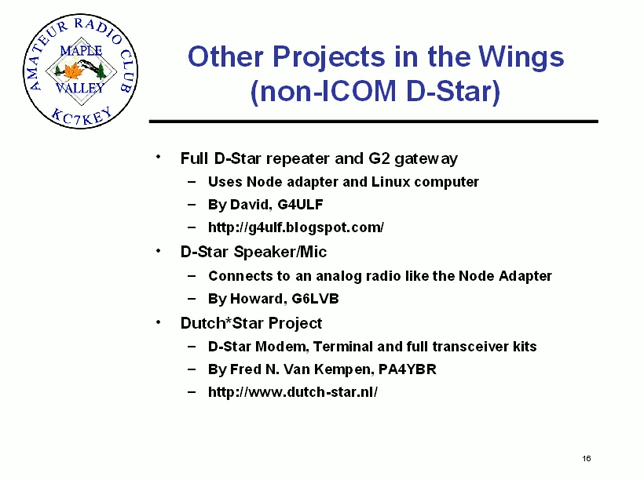 AMATEUR RADIO CLUB
MAPLE
VALLEY
KC7KEY
Other Projects in the Wings
(non-ICOM D-Star)
• Full D-Star repeater and G2 gateway
– Uses Node adapter and Linux computer
– By David, G4ULF
– http://g4ulf.blogspot.com/
• D-Star Speaker/Mic
– Connects to an analog radio like the Node Adapter
– By Howard, G6LVB
• Dutch*Star Project
– D-Star Modem, Terminal and full transceiver kits
– By Fred N. Van Kempen, PA4YBR
– http://www.dutch-star.nl/
16